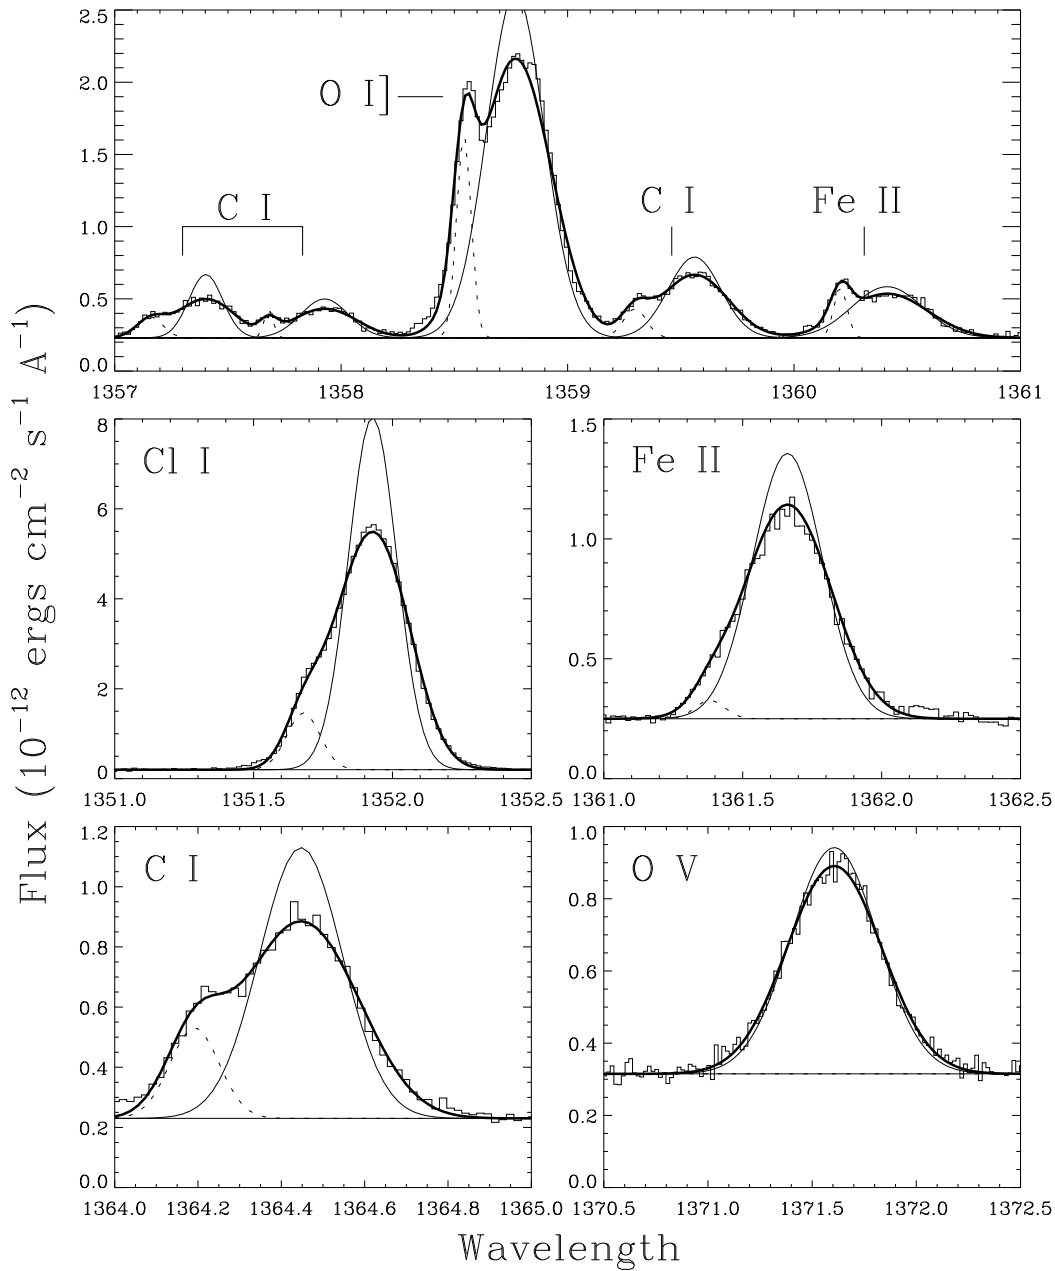 2.5
2.0
1.5
1.0
0.5
0.0
O I]
C I
C I
Fe II
1357 1358 1359 1360 1361
Flux (10−12 ergs cm−2 s−1 A−1)
8
6
4
2
0
Cl I
1351.0 1351.5 1352.0 1352.5
1.5
1.0
0.5
0.0
Fe II
1361.0 1361.5 1362.0 1362.5
1.2
1.0
0.8
0.6
0.4
0.2
0.0
C I
1364.0 1364.2 1364.4 1364.6 1364.8 1365.0
1.0
0.8
0.6
0.4
0.2
0.0
O V
1370.5 1371.0 1371.5 1372.0 1372.5
Wavelength